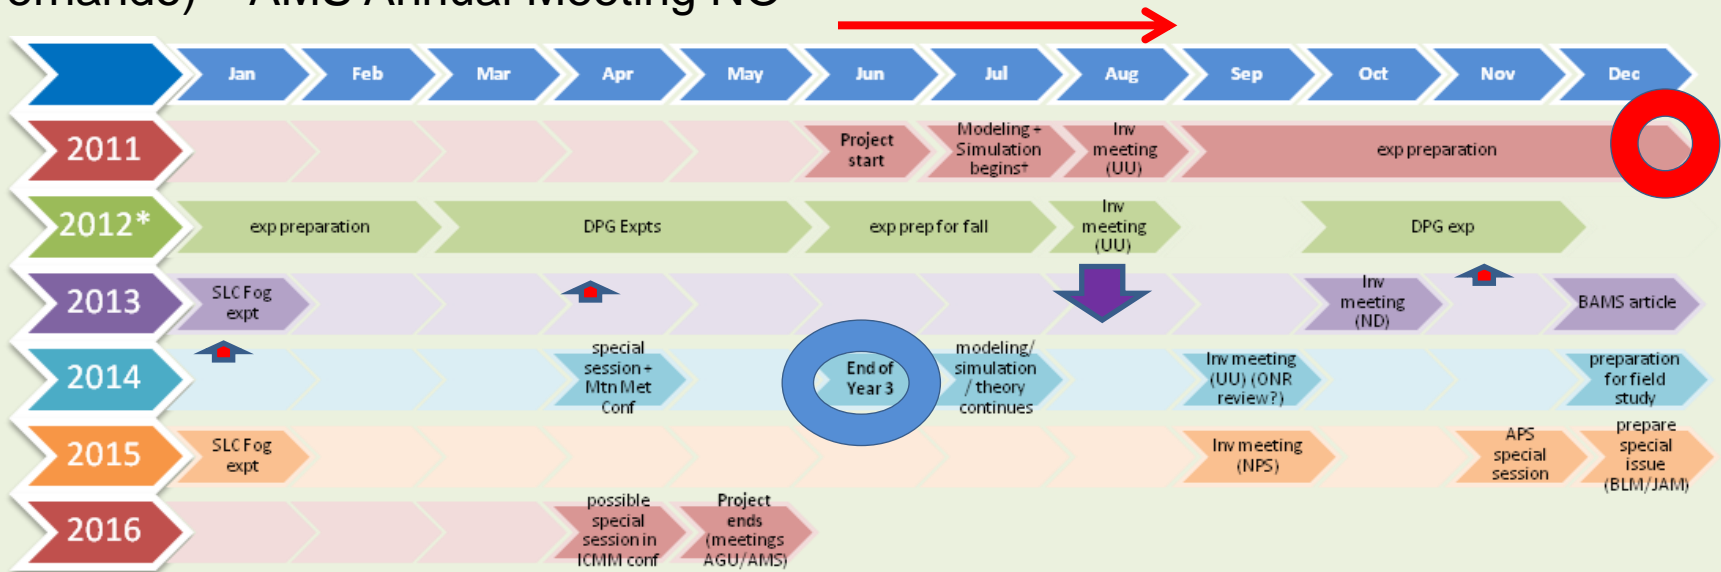 ernando) – AMS Annual Meeting NO
Jan Feb Mar Apr May Jun Jul Aug Sep Oct Nov Dec
2011
Project
start
Modeling +
Simulation
begins†
Inv
meeting
(UU)
exp preparation
2012*
exp preparation
DPG Expts
exp prep for fall
Inv
meeting
(UU)
DPG exp
2013
SLC Fog
expt
Inv
meeting
(ND)
BAMS article
2014
special
session +
Mtn Met
Conf
End of
Year 3
modeling/
simulation
/ theory
continues
Inv meeting
(UU) (ONR
review?)
preparation
for field
study
2015
SLC Fog
expt
Inv meeting
(NPS)
APS
special
session
prepare
special
issue
(BLM/JAM)
2016
possible
special
session in
ICMM conf
Project
ends
(meetings
AGU/AMS)